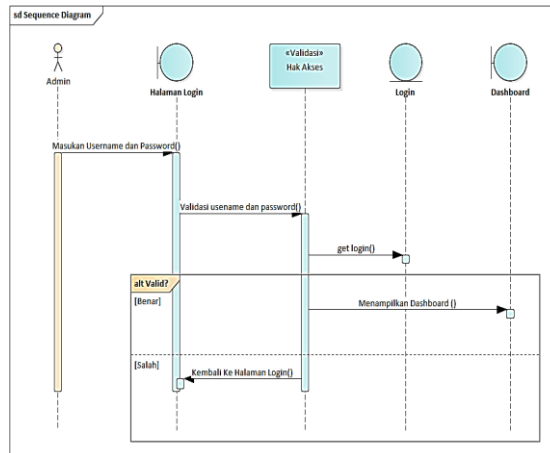 sd Sequence Diagram
«Validasi»
Hak Akses
Admin
Halaman Login
Login
Dashboard
Masukan Username dan Password()
Validasi usename dan password()
get login()
alt Valid?
[Benar]
Menampilkan Dashboard ()
[Salah]
Kembali Ke Halaman Login()